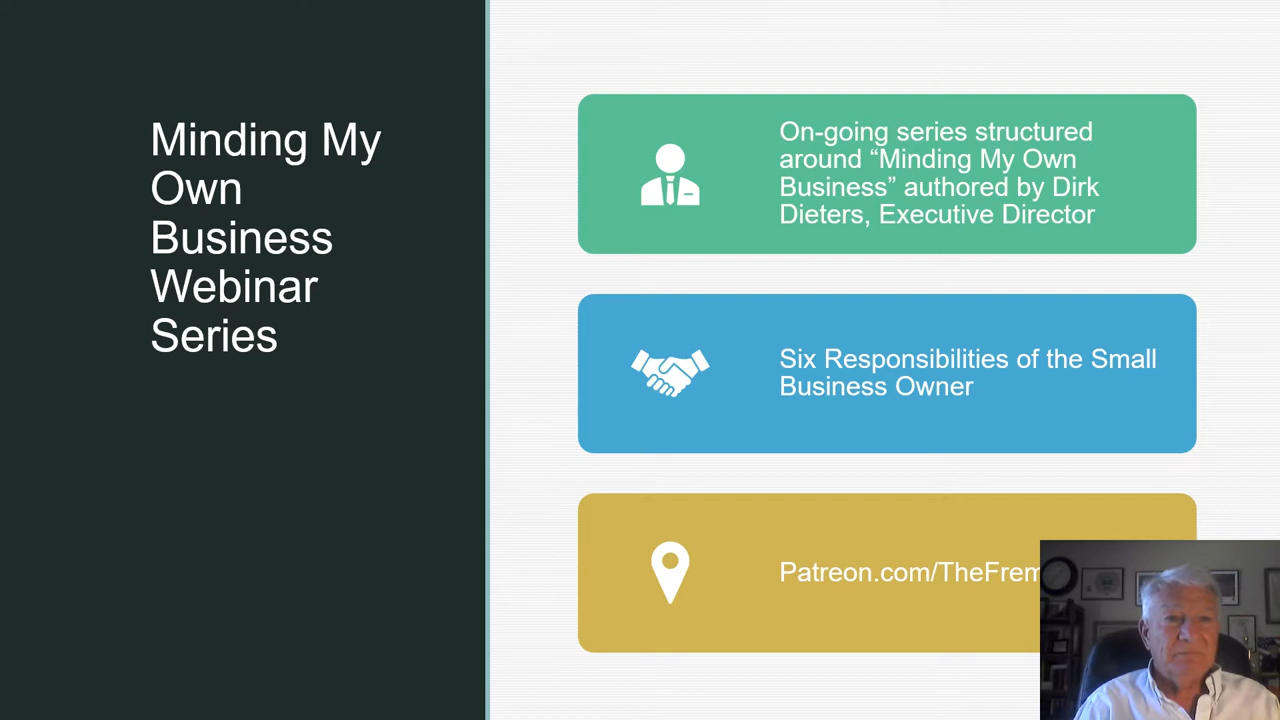 Minding My
Own
Business
Webinar
Series
On-going series structured
around “Minding My Own
Business” authored by Dirk
Dieters, Executive Director
Six Responsibilities of the Small
Business Owner
Patreon.com/TheFrem